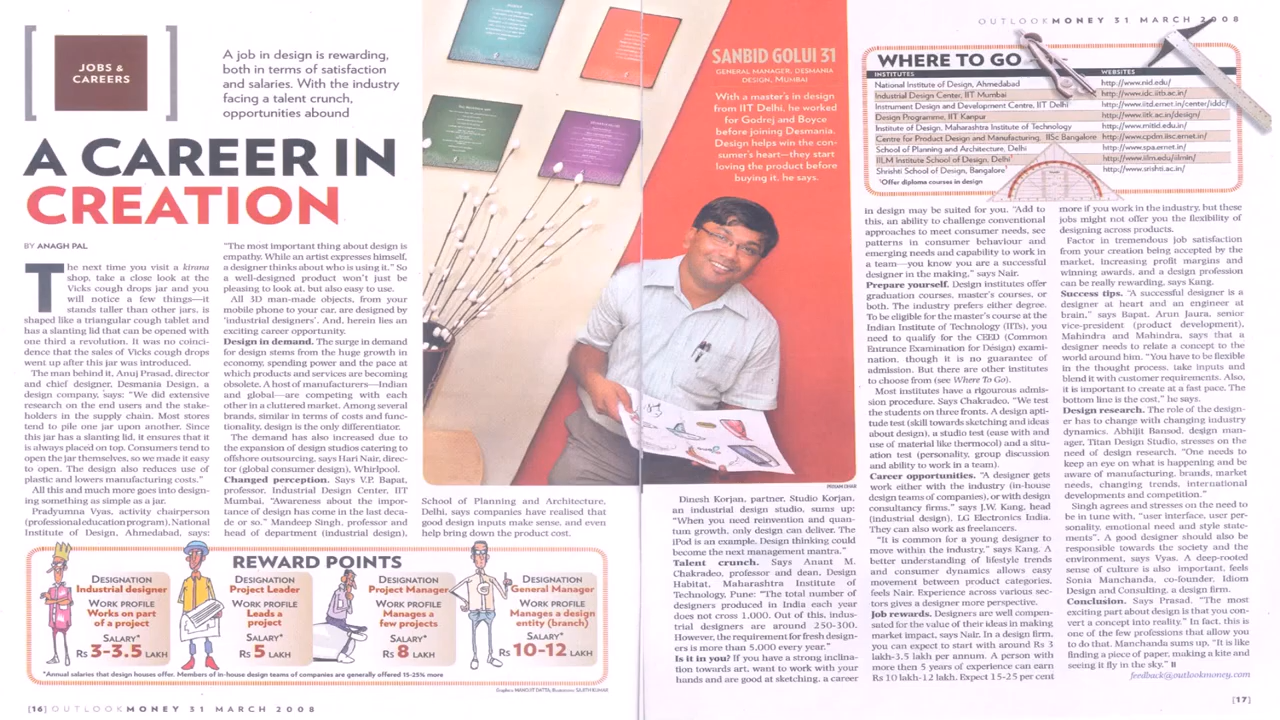 JOBS &
CAREERS
A job in design is rewarding,
both in terms of satisfaction
and salaries. With the industry
facing a talent crunch,
opportunities abound
A CAREER IN
CREATION
BY ANAGH PAL
The next time you visit a kirana
shop, take a close look at the
Vicks cough drops jar and you
will notice a few things—it
stands taller than other jars, is
shaped like a triangular cough tablet and
has a slanting lid that can be opened with
one third a revolution. It was no coinci-
dence that the sales of Vicks cough drops
went up after this jar was introduced.
The man behind it, Anuj Prasad, director
and chief designer, Desmania Design, a
design company, says: "We did extensive
research on the end users and the stake-
holders in the supply chain. Most stores
tend to pile one jar upon another. Since
this jar has a slanting lid, it ensures that it
is always placed on top. Consumers tend to
open the jar themselves, so we made it easy
to open. The design also reduces use of
plastic and lowers manufacturing costs."
All this and much more goes into design-
ing something as simple as a jar.
Pradyumna Vyas, activity chairperson
(professional education program), National
Institute of Design, Ahmedabad, says:
"The most important thing about design is
empathy. While an artist expresses himself,
a designer thinks about who is using it." So
a well-designed product won't just be
pleasing to look at, but also easy to use.
All 3D man-made objects, from your
mobile phone to your car, are designed by
'industrial designers'. And, herein lies an
exciting career opportunity.
Design in demand. The surge in demand
for design stems from the huge growth in
economy, spending power and the pace at
which products and services are becoming
obsolete. A host of manufacturers—Indian
and global—are competing with each
other in a cluttered market. Among several
brands, similar in terms of costs and func-
tionality, design is the only differentiator.
The demand has also increased due to
the expansion of design studios catering to
offshore outsourcing, says Hari Nair, direc-
tor (global consumer design), Whirlpool.
Changed perception. Says V.P. Bapat,
professor, Industrial Design Center, IIT
Mumbai, "Awareness about the impor-
tance of design has come in the last deca-
de or so." Mandeep Singh, professor and
head of department (industrial design),
School of Planning and Architecture,
Delhi, says companies have realised that
good design inputs make sense, and even
help bring down the product cost.
REWARD POINTS
DESIGNATION
Industrial designer
WORK PROFILE
Works on part
of a project
SALARY*
Rs 3-3.5 LAKH
DESIGNATION
Project Leader
WORK PROFILE
Leads a
project
SALARY*
Rs 5 LAKH
DESIGNATION
Project Manager
WORK PROFILE
Manages a
few projects
SALARY*
Rs 8 LAKH
DESIGNATION
General Manager
WORK PROFILE
Manages a design
entity (branch)
SALARY*
Rs 10-12 LAKH
*Annual salaries that design houses offer. Members of in-house design teams of companies are generally offered 15-25% more
[16] OUTLOOKMONEY 31 MARCH 2008
SANBID GOLUI 31
GENERAL MANAGER, DESMANIA
DESIGN, MUMBAI
With a master's in design
from IIT Delhi, he worked
for Godrej and Boyce
before joining Desmania.
Design helps win the con-
sumer's heart—they start
loving the product before
buying it, he says.
Dinesh Korjan, partner, Studio Korjan,
an industrial design studio, sums up:
"When you need reinvention and quan-
tum growth, only design can deliver. The
iPod is an example. Design thinking could
become the next management mantra."
Talent crunch. Says Anant M.
Chakradeo, professor and dean, Design
Habitat, Maharashtra Institute of
Technology, Pune: "The total number of
designers produced in India each year
does not cross 1,000. Out of this, indus-
trial designers are around 250-300.
However, the requirement for fresh design-
ers is more than 5,000 every year."
Is it in you? If you have a strong inclina-
tion towards art, want to work with your
hands and are good at sketching, a career
OUTLOOKMONEY 31 MARCH 2008
WHERE TO GO
INSTITUTES WEBSITES
National Institute of Design, Ahmedabad http://www.nid.edu/
Industrial Design Center, IIT Mumbai http://www.idc.iitb.ac.in/
Instrument Design and Development Centre, IIT Delhi http://www.iitd.ernet.in/center/iddc/
Design Programme, IIT Kanpur http://www.iitk.ac.in/design/
Institute of Design, Maharashtra Institute of Technology http://www.mitid.edu.in/
Centre for Product Design and Manufacturing, IISc Bangalore http://www.cpdm.iisc.ernet.in/
School of Planning and Architecture, Delhi http://www.spa.ernet.in/
IILM Institute School of Design, Delhi* http://www.iilm.edu/iilmin/
Shrishti School of Design, Bangalore* http://www.srishti.ac.in/
*Offer diploma courses in design
in design may be suited for you. "Add to
this, an ability to challenge conventional
approaches to meet consumer needs, see
patterns in consumer behaviour and
emerging needs and capability to work in
a team—you know you are a successful
designer in the making," says Nair.
Prepare yourself. Design institutes offer
graduation courses, master's courses, or
both. The industry prefers either degree.
To be eligible for the master's course at the
Indian Institute of Technology (IITs), you
need to qualify for the CEED (Common
Entrance Examination for Design) exami-
nation, though it is no guarantee of
admission. But there are other institutes
to choose from (see Where To Go).
Most institutes have a rigourous admis-
sion procedure. Says Chakradeo, "We test
the students on three fronts. A design apti-
tude test (skill towards sketching and ideas
about design), a studio test (ease with and
use of material like thermocol) and a situ-
ation test (personality, group discussion
and ability to work in a team).
Career opportunities. "A designer gets
work either with the industry (in-house
design teams of companies), or with design
consultancy firms," says J.W. Kang, head
(industrial design), LG Electronics India.
They can also work as freelancers.
"It is common for a young designer to
move within the industry," says Kang. A
better understanding of lifestyle trends
and consumer dynamics allows easy
movement between product categories,
feels Nair. Experience across various sec-
tors gives a designer more perspective.
Job rewards. Designers are well compen-
sated for the value of their ideas in making
market impact, says Nair. In a design firm,
you can expect to start with around Rs 3
lakh-3.5 lakh per annum. A person with
more then 5 years of experience can earn
Rs 10 lakh-12 lakh. Expect 15-25 per cent
more if you work in the industry, but these
jobs might not offer you the flexibility of
designing across products.
Factor in tremendous job satisfaction
from your creation being accepted by the
market, increasing profit margins and
winning awards, and a design profession
can be really rewarding, says Kang.
Success tips. "A successful designer is a
designer at heart and an engineer at
brain," says Bapat. Arun Jaura, senior
vice-president (product development),
Mahindra and Mahindra, says that a
designer needs to relate a concept to the
world around him. "You have to be flexible
in the thought process, take inputs and
blend it with customer requirements. Also,
it is important to create at a fast pace. The
bottom line is the cost," he says.
Design research. The role of the design-
er has to change with changing industry
dynamics. Abhijit Bansod, design man-
ager, Titan Design Studio, stresses on the
need of design research. "One needs to
keep an eye on what is happening and be
aware of manufacturing, brands, market
needs, changing trends, international
developments and competition."
Singh agrees and stresses on the need to
be in tune with, "user interface, user per-
sonality, emotional need and style state-
ments". A good designer should also be
responsible towards the society and the
environment, says Vyas. A deep-rooted
sense of culture is also important, feels
Sonia Manchanda, co-founder, Idiom
Design and Consulting, a design firm.
Conclusion. Says Prasad, "The most
exciting part about design is that you con-
vert a concept into reality." In fact, this is
one of the few professions that allow you
to do that. Manchanda sums up, "It is like
finding a piece of paper, making a kite and
seeing it fly in the sky."
feedback@outlookmoney.com
[17]